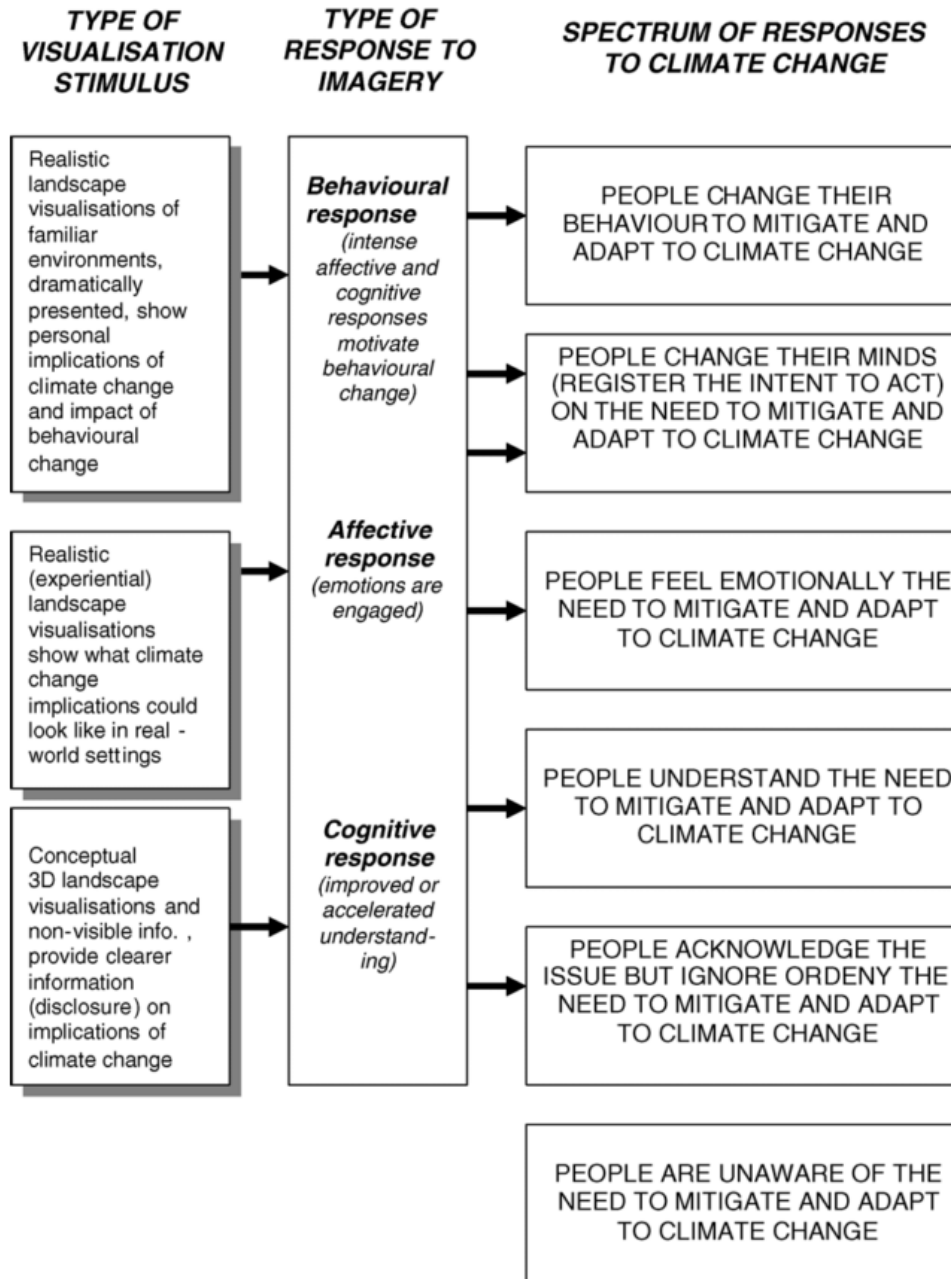 TYPE OF
VISUALISATION
STIMULUS
TYPE OF
RESPONSE TO
IMAGERY
SPECTRUM OF RESPONSES
TO CLIMATE CHANGE
Realistic
landscape
visualisations of
familiar
environments,
dramatically
presented, show
personal
implications of
climate change
and impact of
behavioural
change
Realistic
(experiential)
landscape
visualisations
show what climate
change
implications could
look like in real -
world settings
Conceptual
3D landscape
visualisations and
non-visible info. ,
provide clearer
information
(disclosure) on
implications of
climate change
Behavioural
response
(intense
affective and
cognitive
responses
motivate
behavioural
change)
Affective
response
(emotions are
engaged)
Cognitive
response
(improved or
accelerated
understand-
ing)
PEOPLE CHANGE THEIR
BEHAVIOUR TO MITIGATE AND
ADAPT TO CLIMATE CHANGE
PEOPLE CHANGE THEIR MINDS
(REGISTER THE INTENT TO ACT)
ON THE NEED TO MITIGATE AND
ADAPT TO CLIMATE CHANGE
PEOPLE FEEL EMOTIONALLY THE
NEED TO MITIGATE AND ADAPT
TO CLIMATE CHANGE
PEOPLE UNDERSTAND THE NEED
TO MITIGATE AND ADAPT TO
CLIMATE CHANGE
PEOPLE ACKNOWLEDGE THE
ISSUE BUT IGNORE ORDENY THE
NEED TO MITIGATE AND ADAPT
TO CLIMATE CHANGE
PEOPLE ARE UNAWARE OF THE
NEED TO MITIGATE AND ADAPT
TO CLIMATE CHANGE